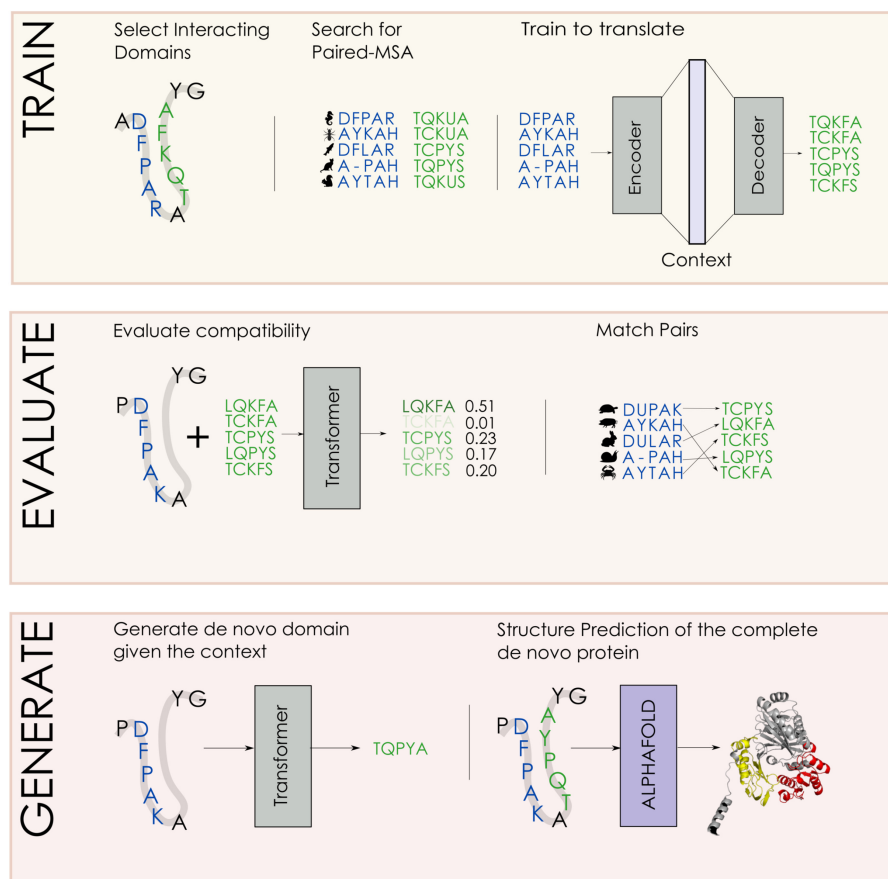 TRAIN
Select Interacting
Domains
A D F P A R A T Q K F A Y G
Search for
Paired-MSA
DFPAR TQKUA
AYKAH TCKUA
DFLAR TCPYS
A-PAH TQPYS
AYTAH TQKUS
Train to translate
DFPAR
AYKAH
DFLAR
A-PAH
AYTAH
Encoder
Context
Decoder
TQKFA
TCKFA
TCPYS
TQPYS
TCKFS
EVALUATE
Evaluate compatibility
P D F P A K A Y G
+
LQKFA
TCKFA
TCPYS
LQPYS
TCKFS
Transformer
LQKFA 0.51
TCKFA 0.01
TCPYS 0.23
LQPYS 0.17
TCKFS 0.20
Match Pairs
DUPAK TCPYS
AYKAH LQKFA
DULAR TCKFS
A-PAH LQPYS
AYTAH TCKFA
GENERATE
Generate de novo domain
given the context
P D F P A K A Y G
Transformer
TQPYA
Structure Prediction of the complete
de novo protein
P D F P A K A T Q P Y A Y G
ALPHAFOLD